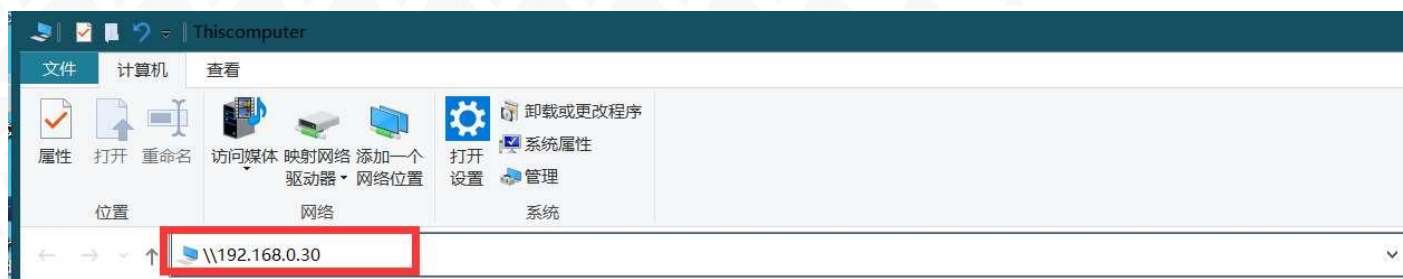 Thiscomputer
文件 计算机 查看
属性 打开 重命名 访问媒体 映射网络驱动器 添加一个网络位置 打开设置 卸载或更改程序
系统属性
管理
位置 网络 系统
\\192.168.0.30